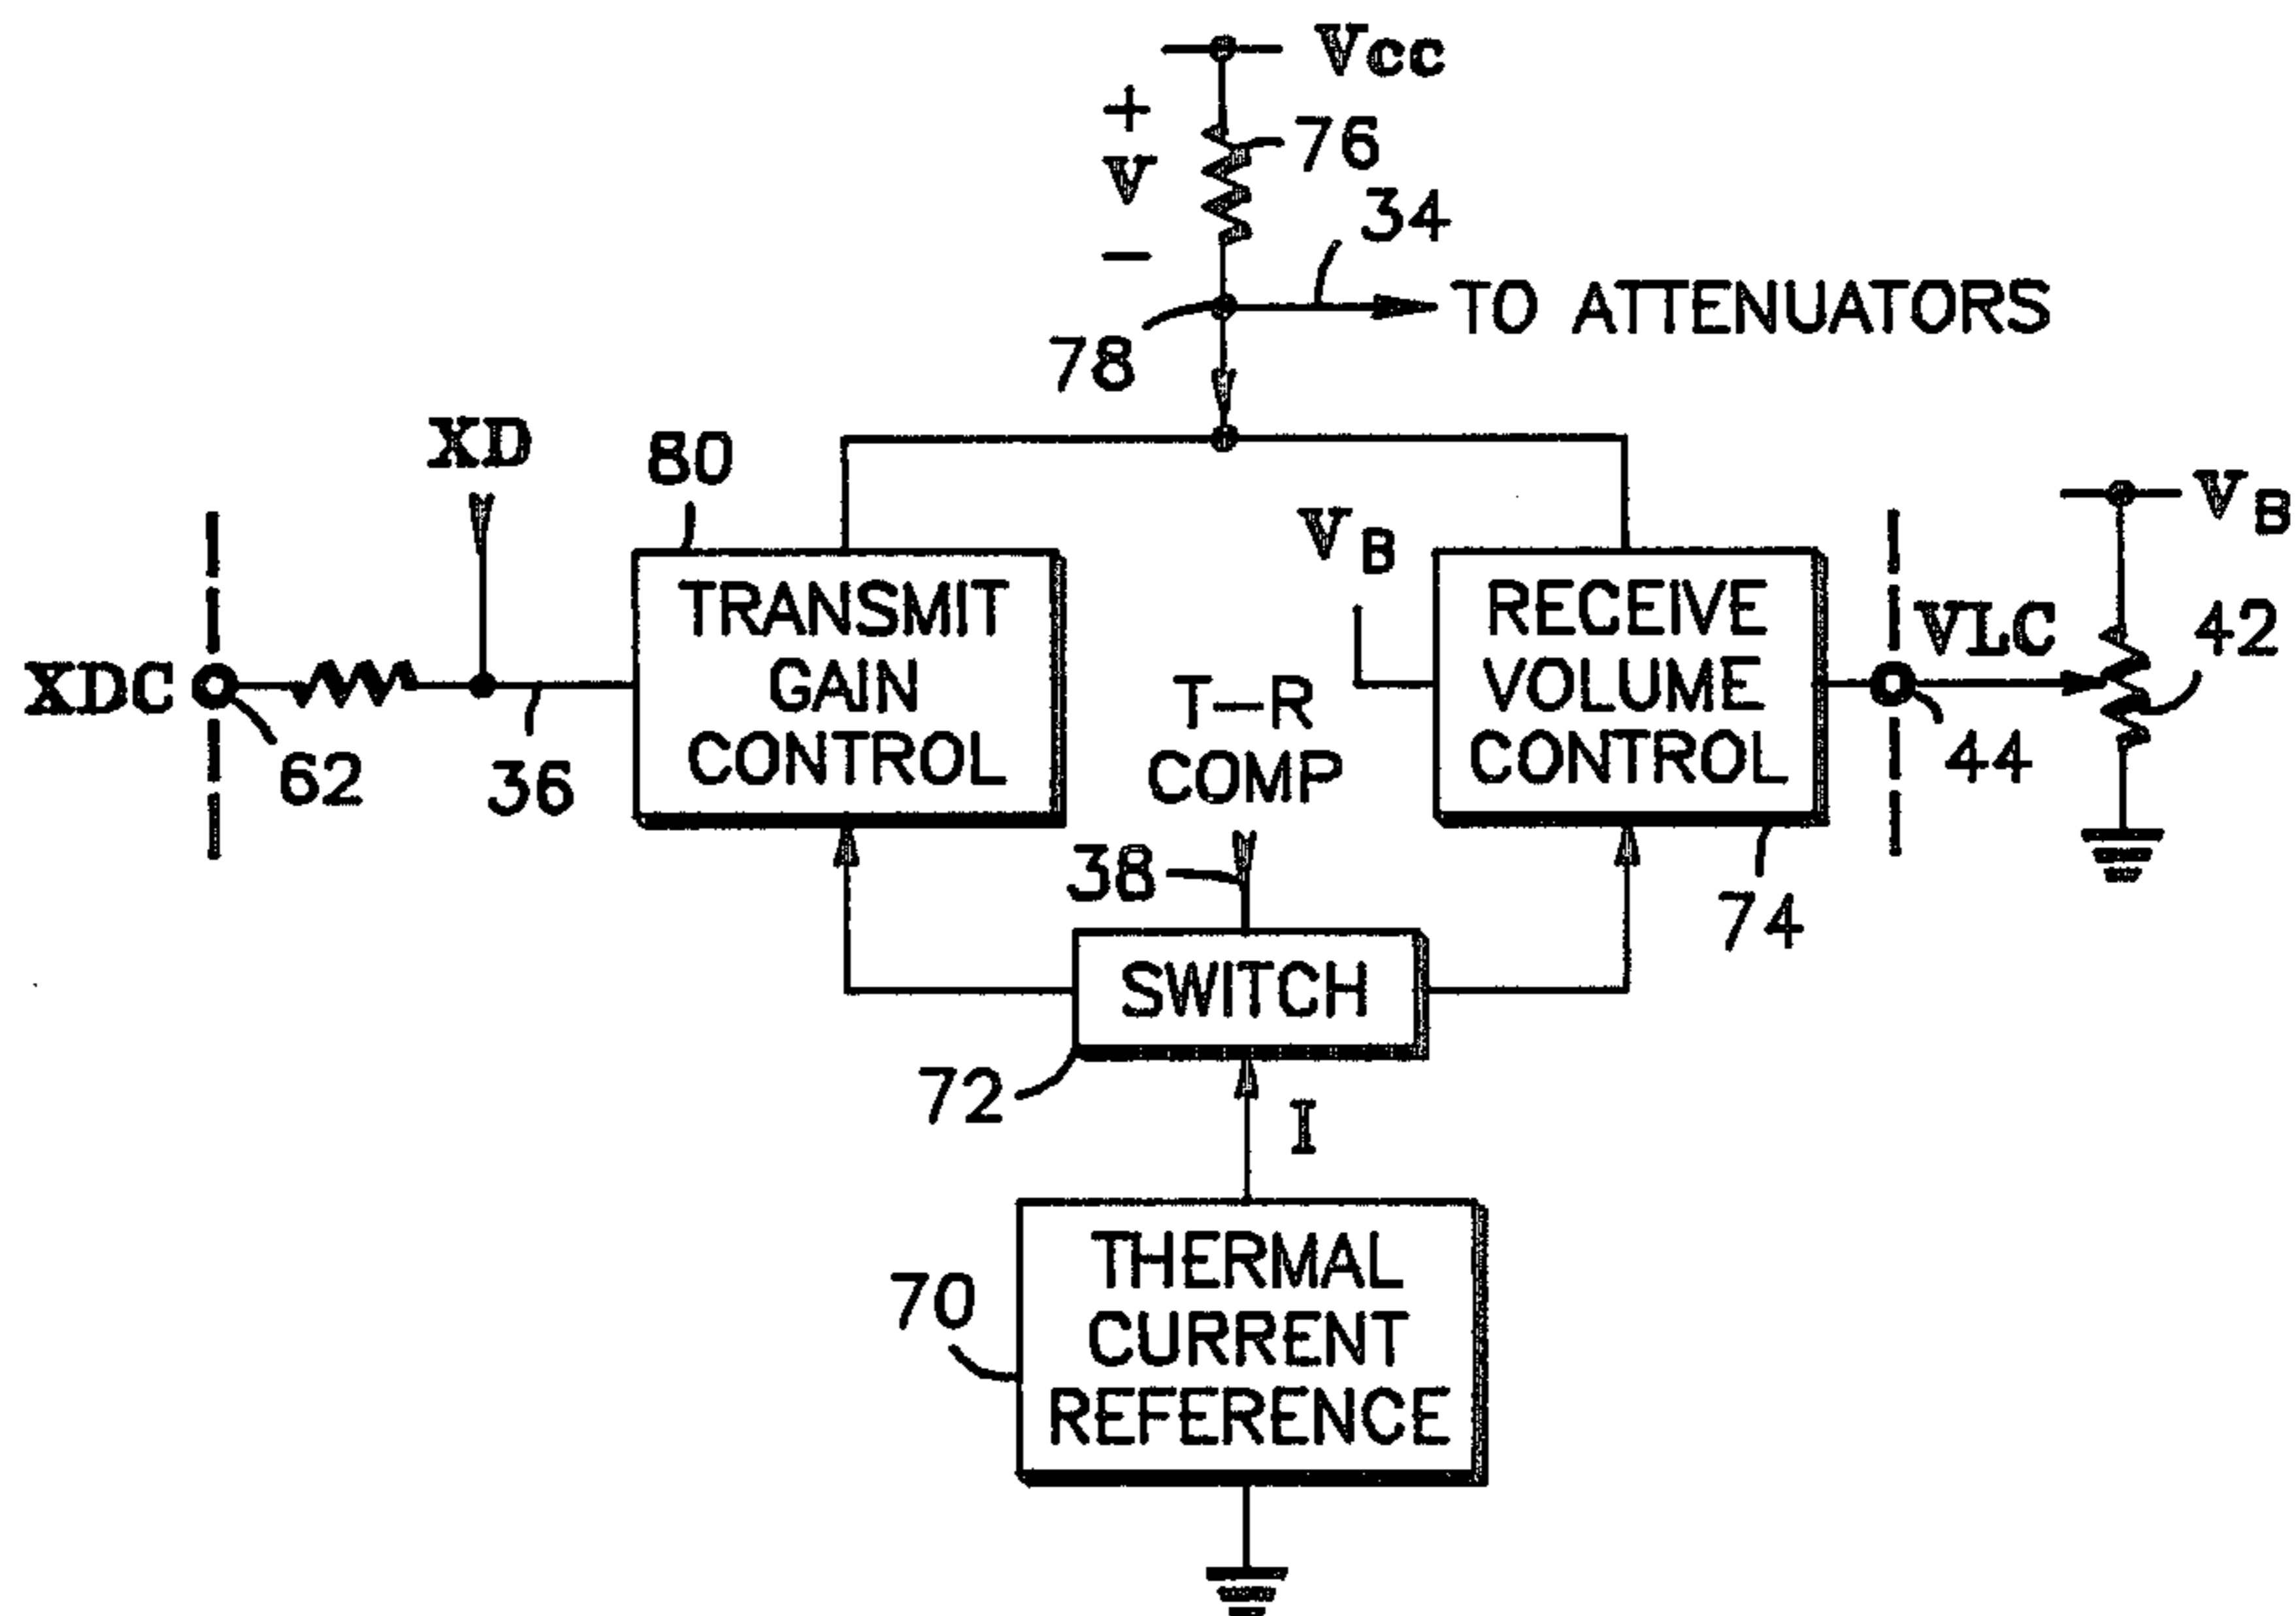 Vcc
+
V
−
76
34
TO ATTENUATORS
78
XD
80
VB
VB
TRANSMIT
GAIN
CONTROL
RECEIVE
VOLUME
CONTROL
XDC
62
36
T–R
COMP
VLC
42
44
38
74
SWITCH
72
I
THERMAL
CURRENT
REFERENCE
70